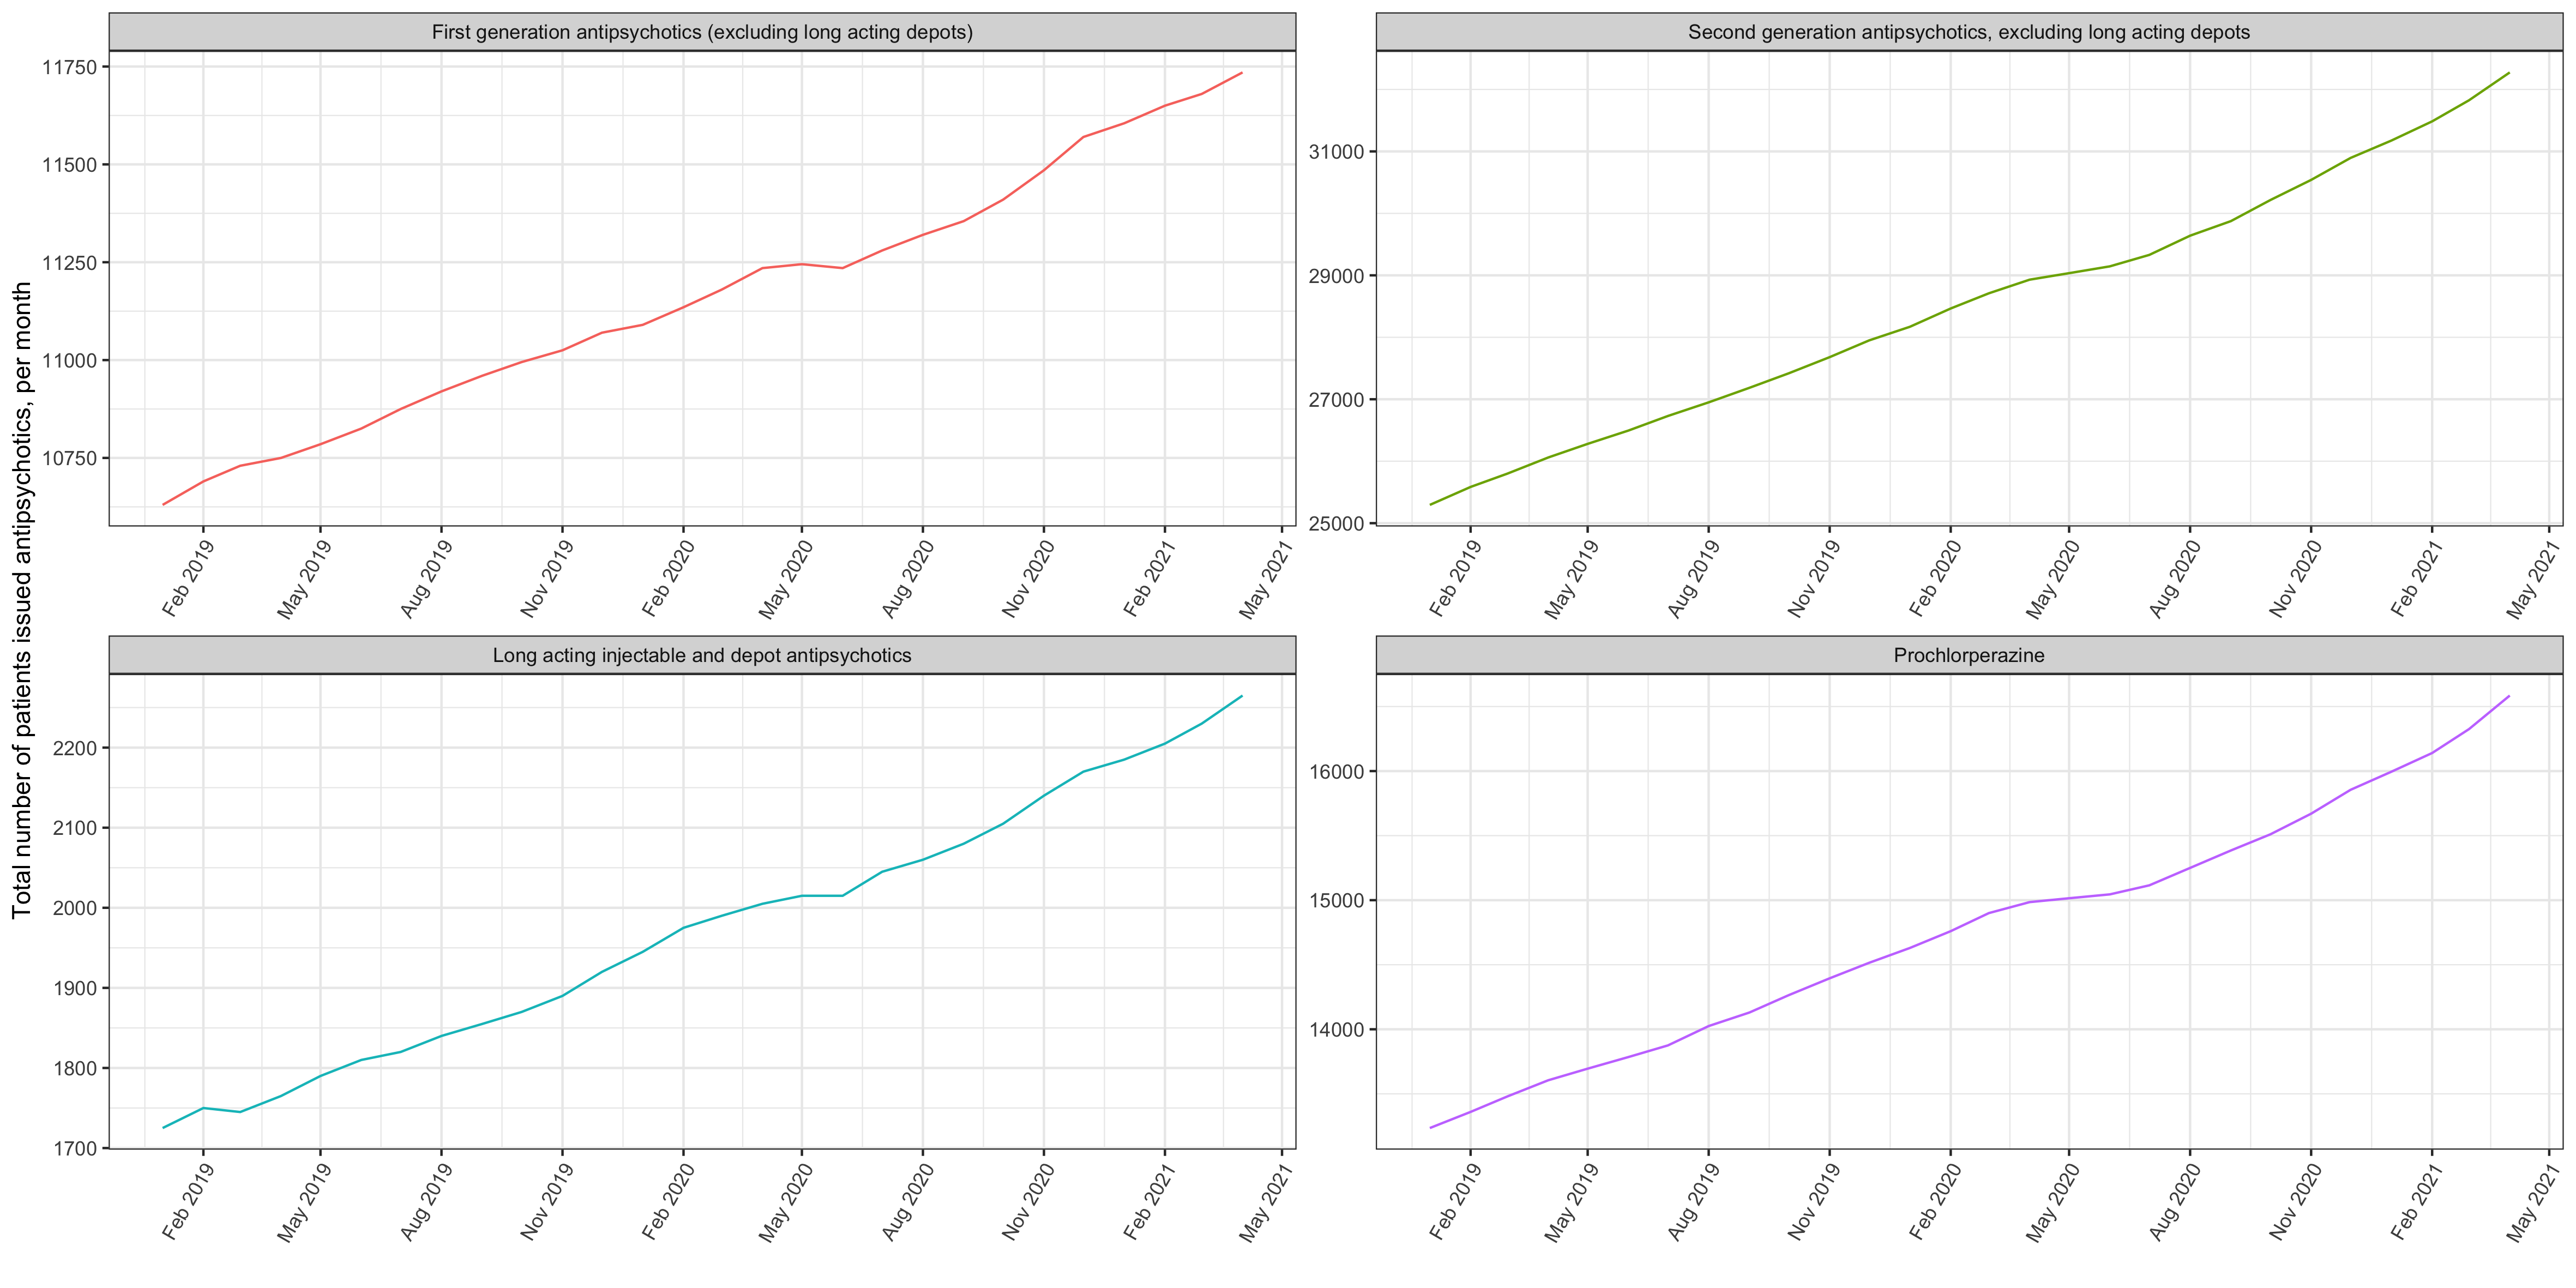 Total number of patients issued antipsychotics, per month
First generation antipsychotics (excluding long acting depots)
11750
11500
11250
11000
10750
Feb 2019
May 2019
Aug 2019
Nov 2019
Feb 2020
May 2020
Aug 2020
Nov 2020
Feb 2021
May 2021
Second generation antipsychotics, excluding long acting depots
31000
29000
27000
25000
Feb 2019
May 2019
Aug 2019
Nov 2019
Feb 2020
May 2020
Aug 2020
Nov 2020
Feb 2021
May 2021
Long acting injectable and depot antipsychotics
2200
2100
2000
1900
1800
1700
Feb 2019
May 2019
Aug 2019
Nov 2019
Feb 2020
May 2020
Aug 2020
Nov 2020
Feb 2021
May 2021
Prochlorperazine
16000
15000
14000
Feb 2019
May 2019
Aug 2019
Nov 2019
Feb 2020
May 2020
Aug 2020
Nov 2020
Feb 2021
May 2021